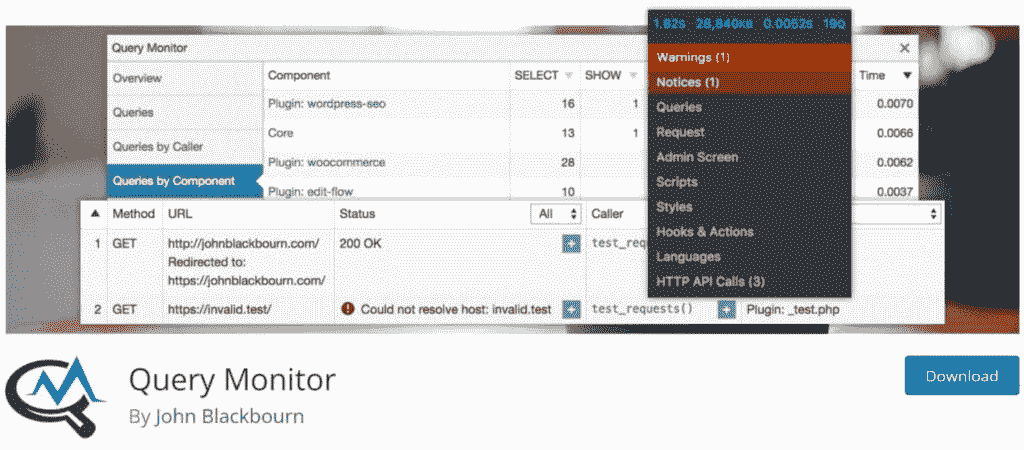 1.82s 28,840KB 0.0052s 19Q
Query Monitor ×
Overview
Queries
Queries by Caller
Queries by Component
Component SELECT SHOW Time
Plugin: wordpress-seo 16 1 0.0070
Core 13 1 0.0066
Plugin: woocommerce 28 0.0062
Plugin: edit-flow 10 0.0037
Warnings (1)
Notices (1)
Queries
Request
Admin Screen
Scripts
Styles
Hooks & Actions
Languages
HTTP API Calls (3)
Method URL Status All Caller
1 GET http://johnblackbourn.com/ 200 OK
Redirected to:
https://johnblackbourn.com/
2 GET https://invalid.test/ Could not resolve host: invalid.test test_requests() Plugin: _test.php
Query Monitor
By John Blackbourn
Download